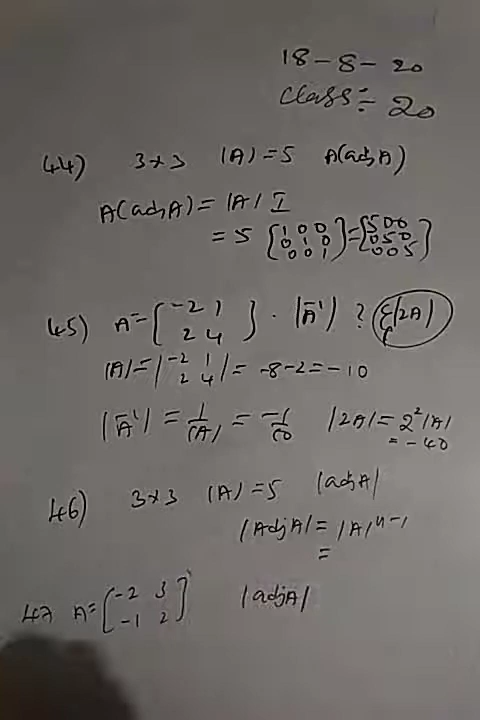 18-8-20
Class:- 20
44) 3×3 |A|=5 A(adjA)
A(adjA) = |A| I
= 5 [1 0 0 0 1 0 0 0 1] = [5 0 0 0 5 0 0 0 5]
45) A = [-2 1 2 4] . |A⁻¹| ? & |2A|
|A| = |-2 1 2 4| = -8-2 = -10
|A⁻¹| = 1/|A| = -1/10 |2A| = 2²|A|
= -40
46) 3×3 |A|=5 |adjA|
|AdjA| = |A|ⁿ⁻¹
=
47 A = [-2 3 -1 2] |adjA|